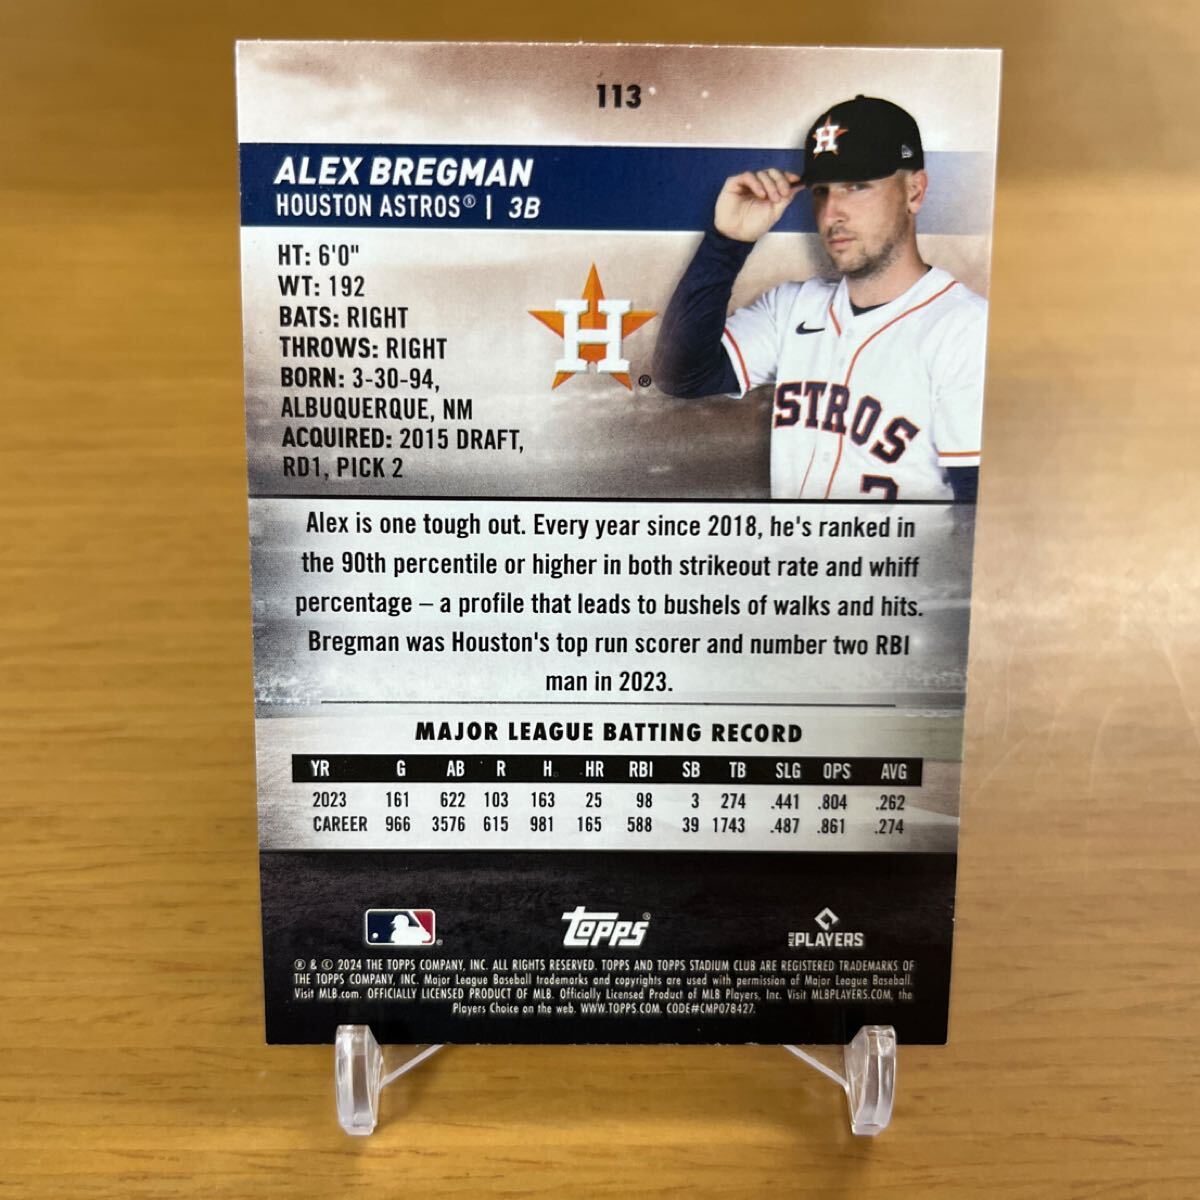 113
ALEX BREGMAN
HOUSTON ASTROS® | 3B
HT: 6'0"
WT: 192
BATS: RIGHT
THROWS: RIGHT
BORN: 3-30-94,
ALBUQUERQUE, NM
ACQUIRED: 2015 DRAFT,
RD1, PICK 2
H
H ®
ASTROS
2
Alex is one tough out. Every year since 2018, he's ranked in
the 90th percentile or higher in both strikeout rate and whiff
percentage – a profile that leads to bushels of walks and hits.
Bregman was Houston's top run scorer and number two RBI
man in 2023.
MAJOR LEAGUE BATTING RECORD
YR G AB R H HR RBI SB TB SLG OPS AVG
2023 161 622 103 163 25 98 3 274 .441 .804 .262
CAREER 966 3576 615 981 165 588 39 1743 .487 .861 .274
topps® MLB PLAYERS
® & © 2024 THE TOPPS COMPANY, INC. ALL RIGHTS RESERVED. TOPPS AND TOPPS STADIUM CLUB ARE REGISTERED TRADEMARKS OF
THE TOPPS COMPANY, INC. Major League Baseball trademarks and copyrights are used with permission of Major League Baseball.
Visit MLB.com. OFFICIALLY LICENSED PRODUCT OF MLB. Officially Licensed Product of MLB Players, Inc. Visit MLBPLAYERS.COM, the
Players Choice on the web. WWW.TOPPS.COM. CODE#CMP078427.